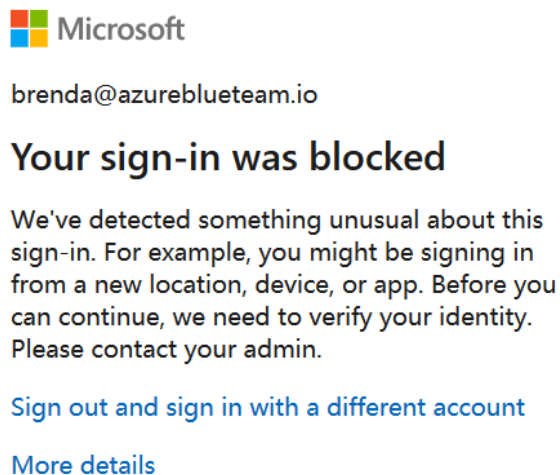 Microsoft
brenda@azureblueteam.io
Your sign-in was blocked
We've detected something unusual about this
sign-in. For example, you might be signing in
from a new location, device, or app. Before you
can continue, we need to verify your identity.
Please contact your admin.
Sign out and sign in with a different account
More details